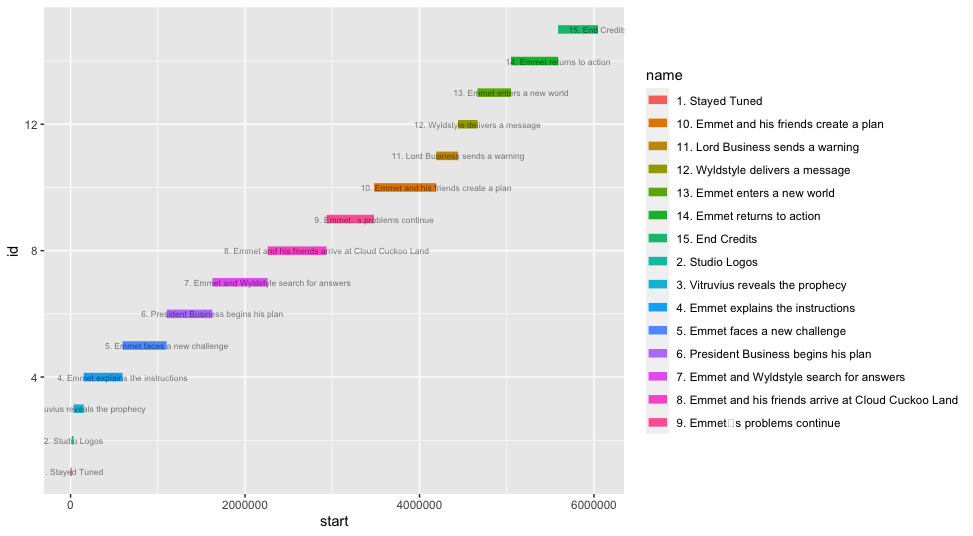 15. End Credits
14. Emmet returns to action
13. Emmet enters a new world
12
12. Wyldstyle delivers a message
11. Lord Business sends a warning
10. Emmet and his friends create a plan
9. Emmet□s problems continue
id
8
8. Emmet and his friends arrive at Cloud Cuckoo Land
7. Emmet and Wyldstyle search for answers
6. President Business begins his plan
5. Emmet faces a new challenge
4
4. Emmet explains the instructions
uvius reveals the prophecy
2. Studio Logos
. Stayed Tuned
0 2000000 4000000 6000000
start
name
1. Stayed Tuned
10. Emmet and his friends create a plan
11. Lord Business sends a warning
12. Wyldstyle delivers a message
13. Emmet enters a new world
14. Emmet returns to action
15. End Credits
2. Studio Logos
3. Vitruvius reveals the prophecy
4. Emmet explains the instructions
5. Emmet faces a new challenge
6. President Business begins his plan
7. Emmet and Wyldstyle search for answers
8. Emmet and his friends arrive at Cloud Cuckoo Land
9. Emmet□s problems continue